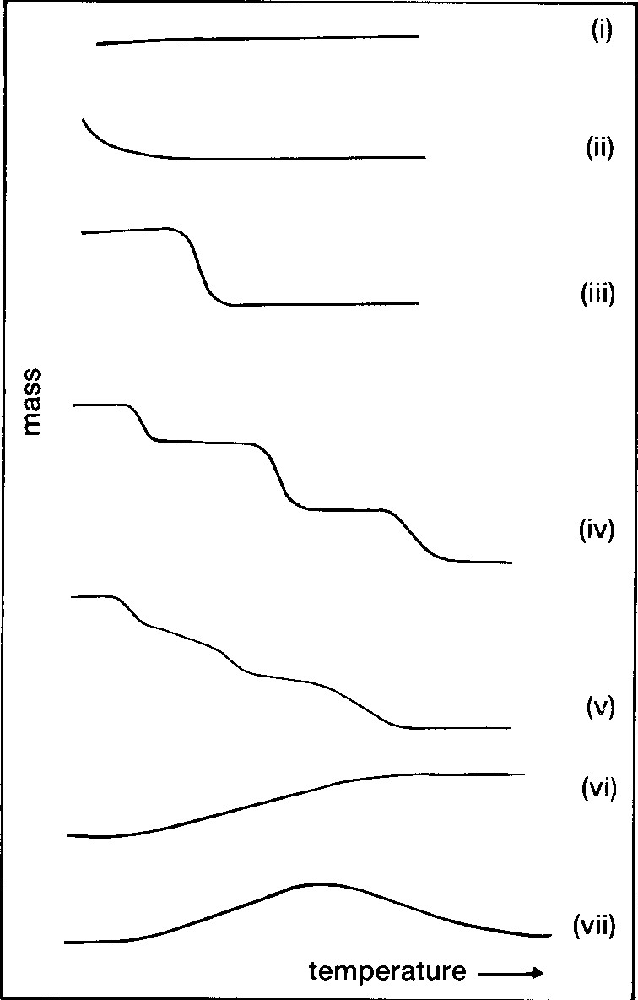 (i)
(ii)
(iii)
mass
(iv)
(v)
(vi)
(vii)
temperature